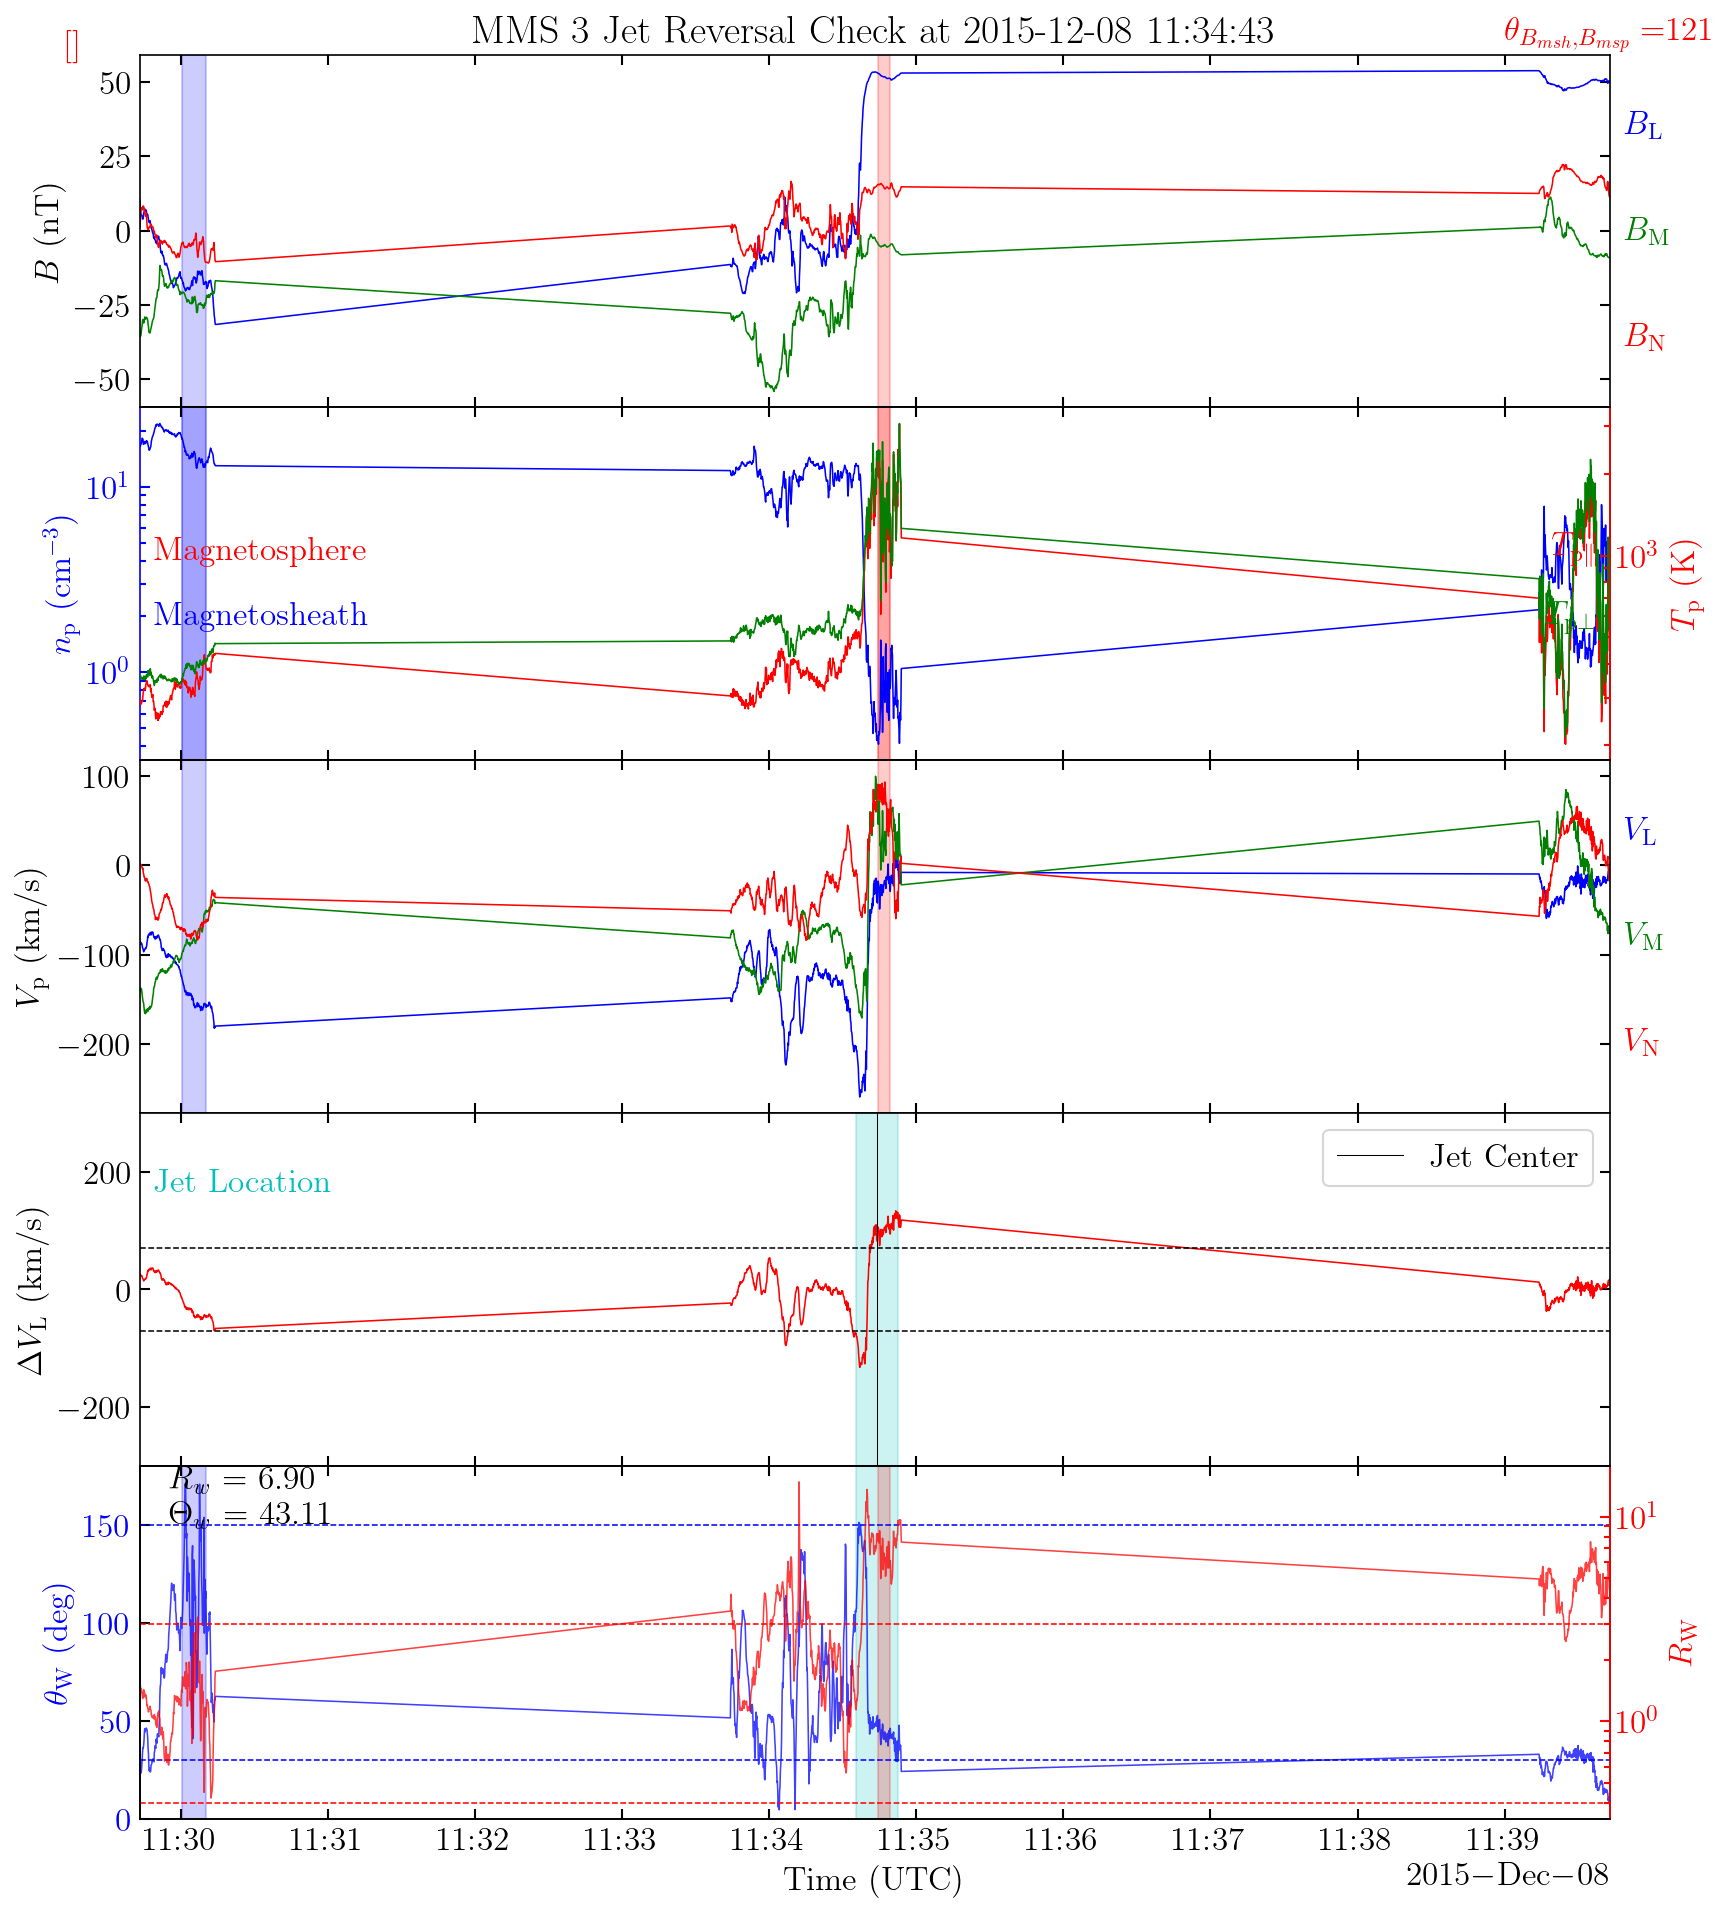 MMS 3 Jet Reversal Check at 2015-12-08 11:34:43
θ_{B_{msh},B_{msp}} =121
[]
50
25
0
−25
−50
B (nT)
B_L
B_M
B_N
10^1
10^0
n_p (cm^{−3})
Magnetosphere
Magnetosheath
T_{p∥}
T_{p⊥}
10^3
T_p (K)
100
0
−100
−200
V_p (km/s)
V_L
V_M
V_N
200
0
−200
ΔV_L (km/s)
Jet Location
Jet Center
R_w = 6.90
Θ_w = 43.11
150
100
50
0
θ_W (deg)
10^1
10^0
R_W
11:30 11:31 11:32 11:33 11:34 11:35 11:36 11:37 11:38 11:39
Time (UTC)
2015−Dec−08